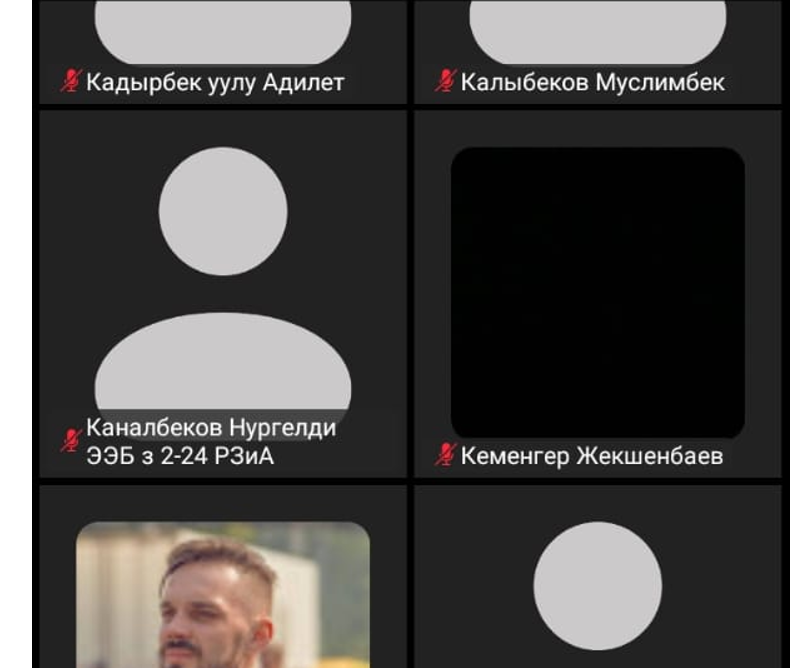 Кадырбек уулу Адилет
Калыбеков Муслимбек
Каналбеков Нургелди
ЭЭБ з 2-24 РЗиА
Кеменгер Жекшенбаев